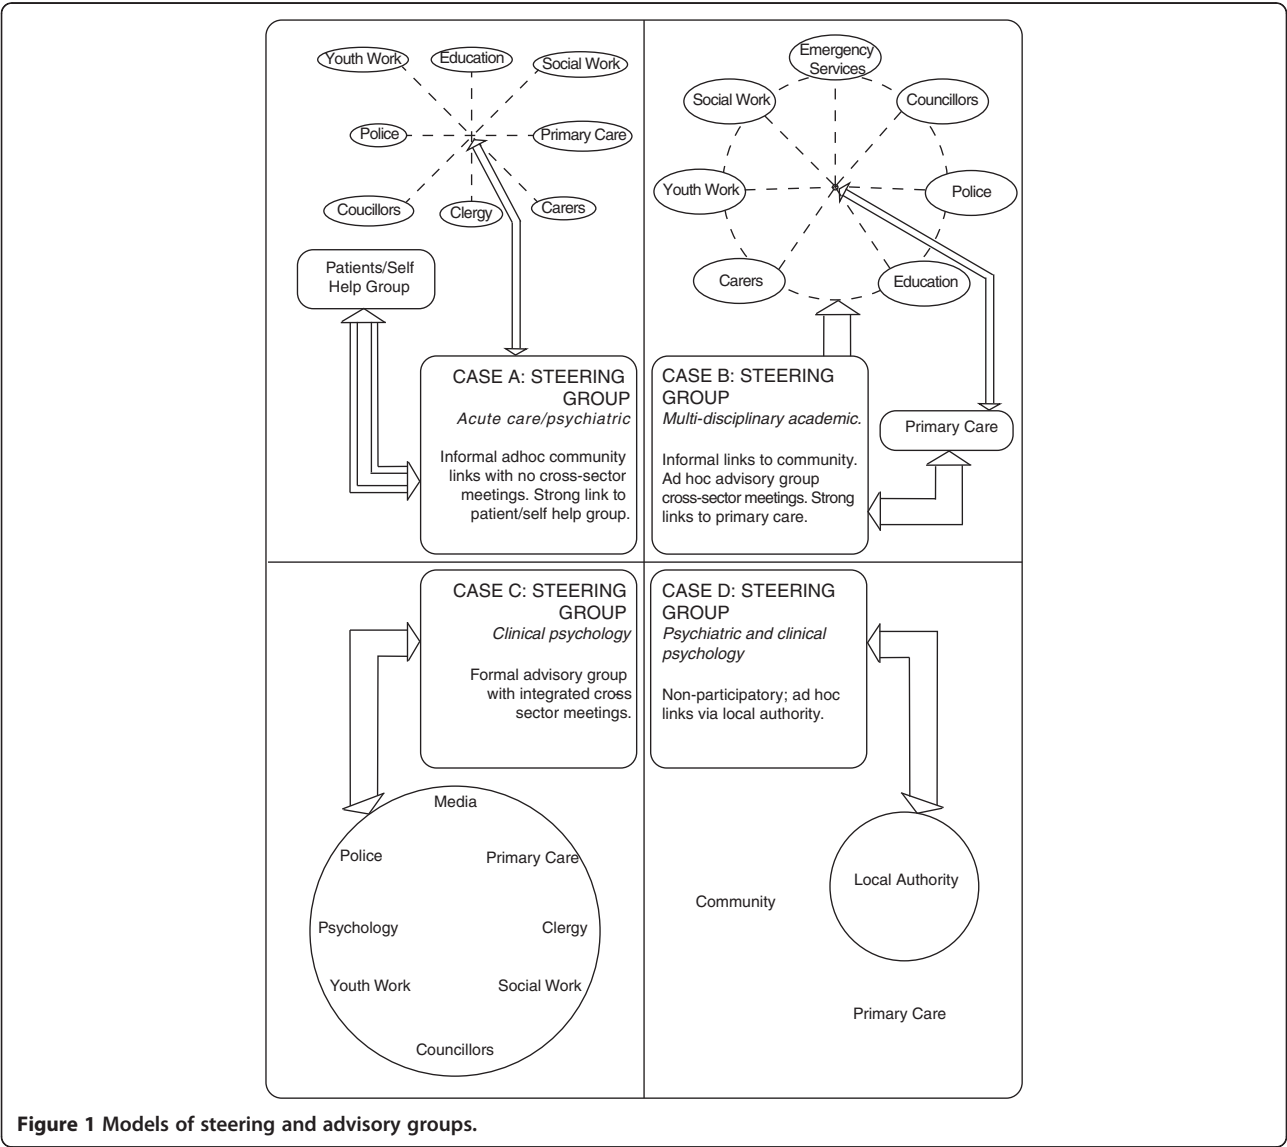 Youth Work
Education
Social Work
Police
Primary Care
Coucillors
Clergy
Carers
Patients/Self
Help Group
CASE A: STEERING
GROUP
Acute care/psychiatric
Informal adhoc community
links with no cross-sector
meetings. Strong link to
patient/self help group.
Emergency
Services
Social Work
Councillors
Youth Work
Police
Carers
Education
CASE B: STEERING
GROUP
Multi-disciplinary academic.
Informal links to community.
Ad hoc advisory group
cross-sector meetings. Strong
links to primary care.
Primary Care
CASE C: STEERING
GROUP
Clinical psychology
Formal advisory group
with integrated cross
sector meetings.
Media
Police
Primary Care
Psychology
Clergy
Youth Work
Social Work
Councillors
CASE D: STEERING
GROUP
Psychiatric and clinical
psychology
Non-participatory; ad hoc
links via local authority.
Local Authority
Community
Primary Care
Figure 1 Models of steering and advisory groups.